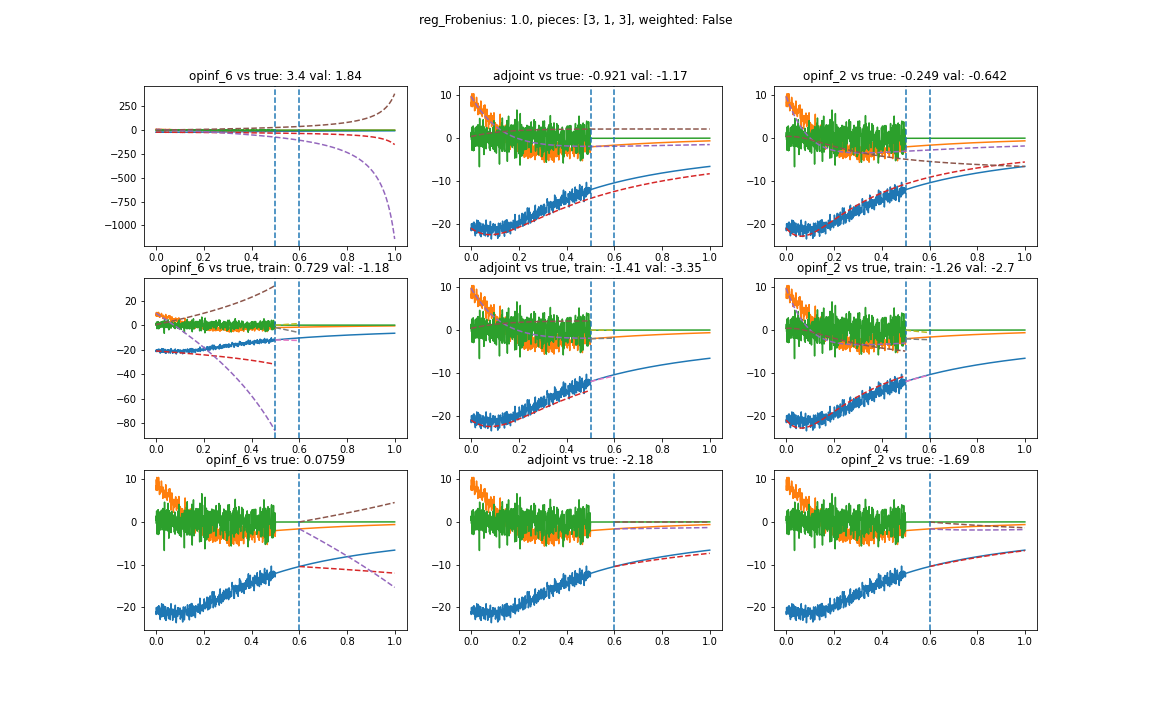 reg_Frobenius: 1.0, pieces: [3, 1, 3], weighted: False
opinf_6 vs true: 3.4 val: 1.84
adjoint vs true: -0.921 val: -1.17
opinf_2 vs true: -0.249 val: -0.642
250
0
−250
−500
−750
−1000
0.0 0.2 0.4 0.6 0.8 1.0
10
0
−10
−20
0.0 0.2 0.4 0.6 0.8 1.0
10
0
−10
−20
0.0 0.2 0.4 0.6 0.8 1.0
opinf_6 vs true, train: 0.729 val: -1.18
adjoint vs true, train: -1.41 val: -3.35
opinf_2 vs true, train: -1.26 val: -2.7
20
0
−20
−40
−60
−80
0.0 0.2 0.4 0.6 0.8 1.0
10
0
−10
−20
0.0 0.2 0.4 0.6 0.8 1.0
10
0
−10
−20
0.0 0.2 0.4 0.6 0.8 1.0
opinf_6 vs true: 0.0759
adjoint vs true: -2.18
opinf_2 vs true: -1.69
10
0
−10
−20
0.0 0.2 0.4 0.6 0.8 1.0
10
0
−10
−20
0.0 0.2 0.4 0.6 0.8 1.0
10
0
−10
−20
0.0 0.2 0.4 0.6 0.8 1.0